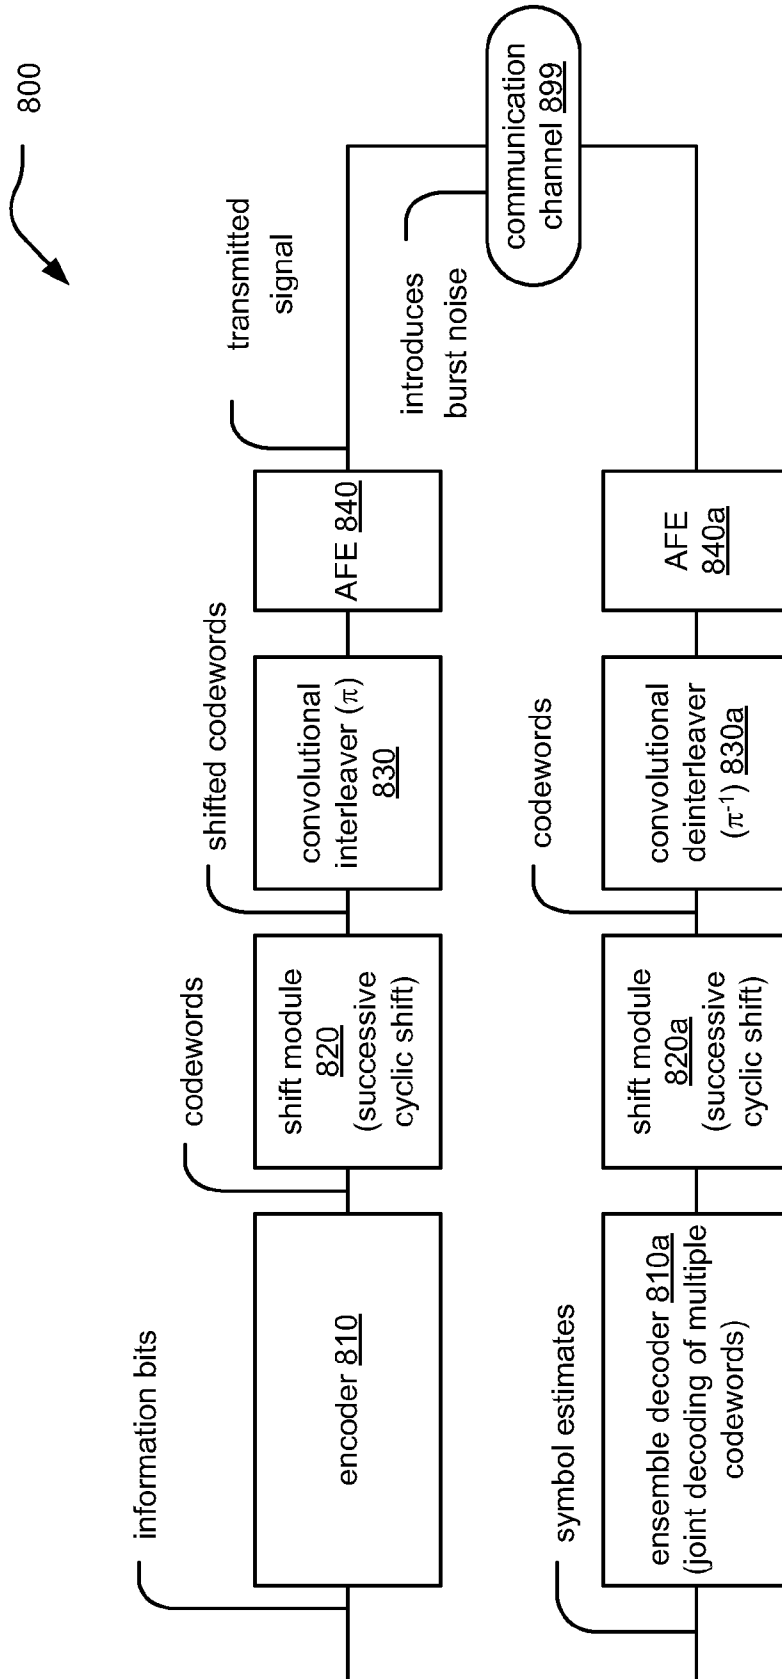 800
information bits
codewords
shifted codewords
transmitted
signal
encoder 810
shift module
820
(successive
cyclic shift)
convolutional
interleaver (π)
830
AFE 840
introduces
burst noise
communication
channel 899
symbol estimates
codewords
ensemble decoder 810a
(joint decoding of multiple
codewords)
shift module
820a
(successive
cyclic shift)
convolutional
deinterleaver
(π⁻¹) 830a
AFE
840a